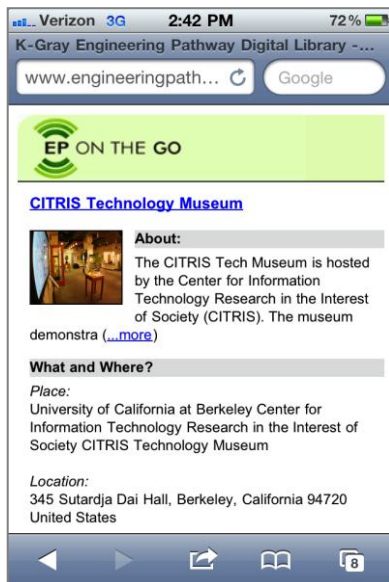 Verizon 3G 2:42 PM 72%
K-Gray Engineering Pathway Digital Library -...
www.engineeringpath... Google
EP ON THE GO
CITRIS Technology Museum
About:
The CITRIS Tech Museum is hosted
by the Center for Information
Technology Research in the Interest
of Society (CITRIS). The museum
demonstra (...more)
What and Where?
Place:
University of California at Berkeley Center for
Information Technology Research in the Interest of
Society CITRIS Technology Museum
Location:
345 Sutardja Dai Hall, Berkeley, California 94720
United States
8